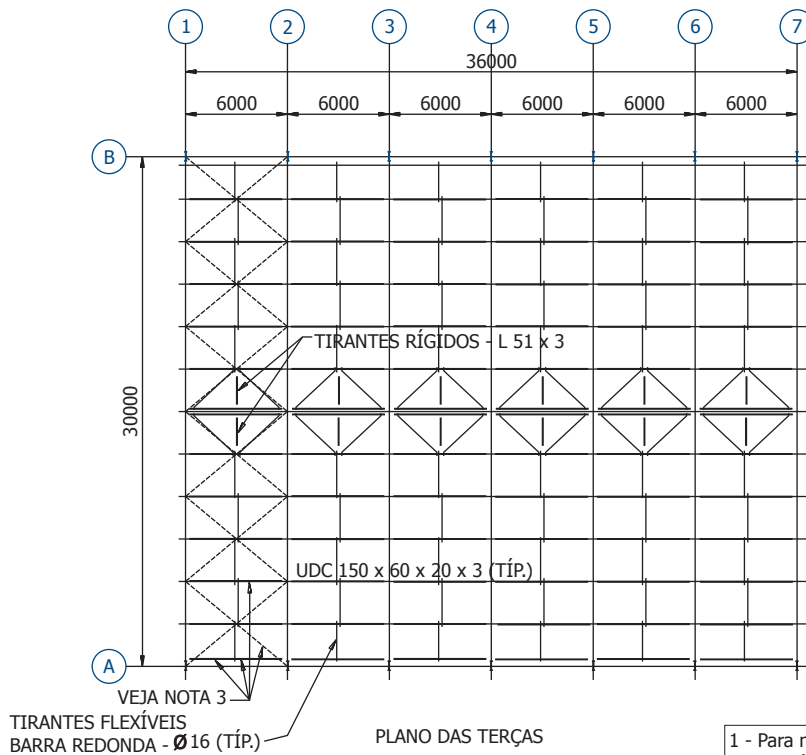 1 2 3 4 5 6 7
36000
6000 6000 6000 6000 6000 6000
B
TIRANTES RÍGIDOS - L 51 x 3
30000
UDC 150 x 60 x 20 x 3 (TÍP.)
A
VEJA NOTA 3
TIRANTES FLEXÍVEIS
BARRA REDONDA - Ø 16 (TÍP.)
PLANO DAS TERÇAS
1 - Para